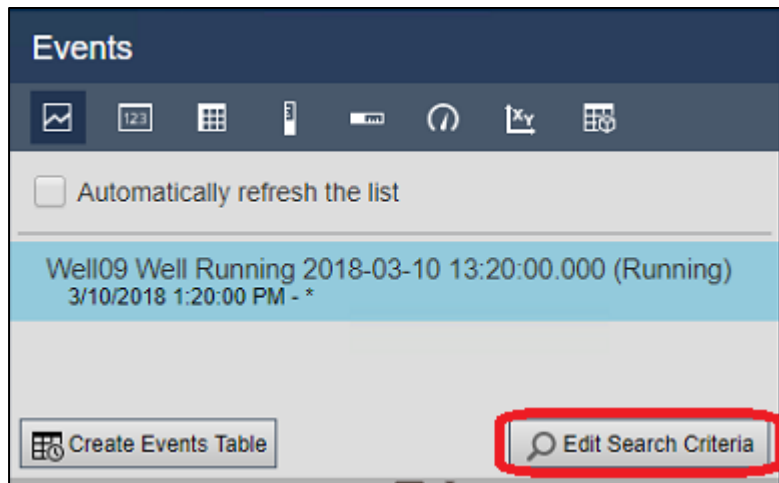 Events
123
XY
Automatically refresh the list
Well09 Well Running 2018-03-10 13:20:00.000 (Running)
3/10/2018 1:20:00 PM - *
Create Events Table
Edit Search Criteria